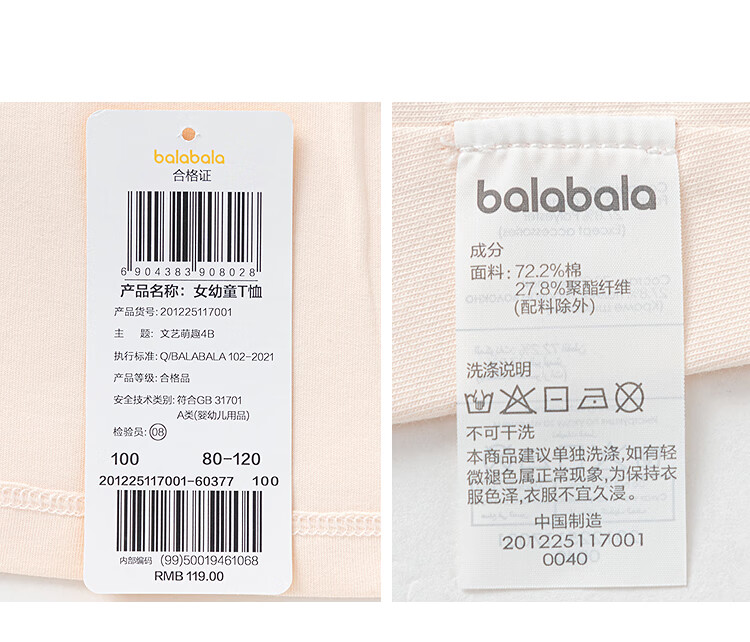 balabala
合格证
6 904383 908028
产品名称: 女幼童T恤
产品货号: 201225117001
主 题: 文艺萌趣4B
执行标准: Q/BALABALA 102-2021
产品等级: 合格品
安全技术类别: 符合GB 31701
A类(婴幼儿用品)
检验员: 08
100 80-120
201225117001-60377 100
内部编码 (99)50019461068
RMB 119.00
balabala
成分
面料: 72.2%棉
27.8%聚酯纤维
(配料除外)
洗涤说明
不可干洗
本商品建议单独洗涤,如有轻
微褪色属正常现象,为保持衣
服色泽,衣服不宜久浸。
中国制造
201225117001
0040